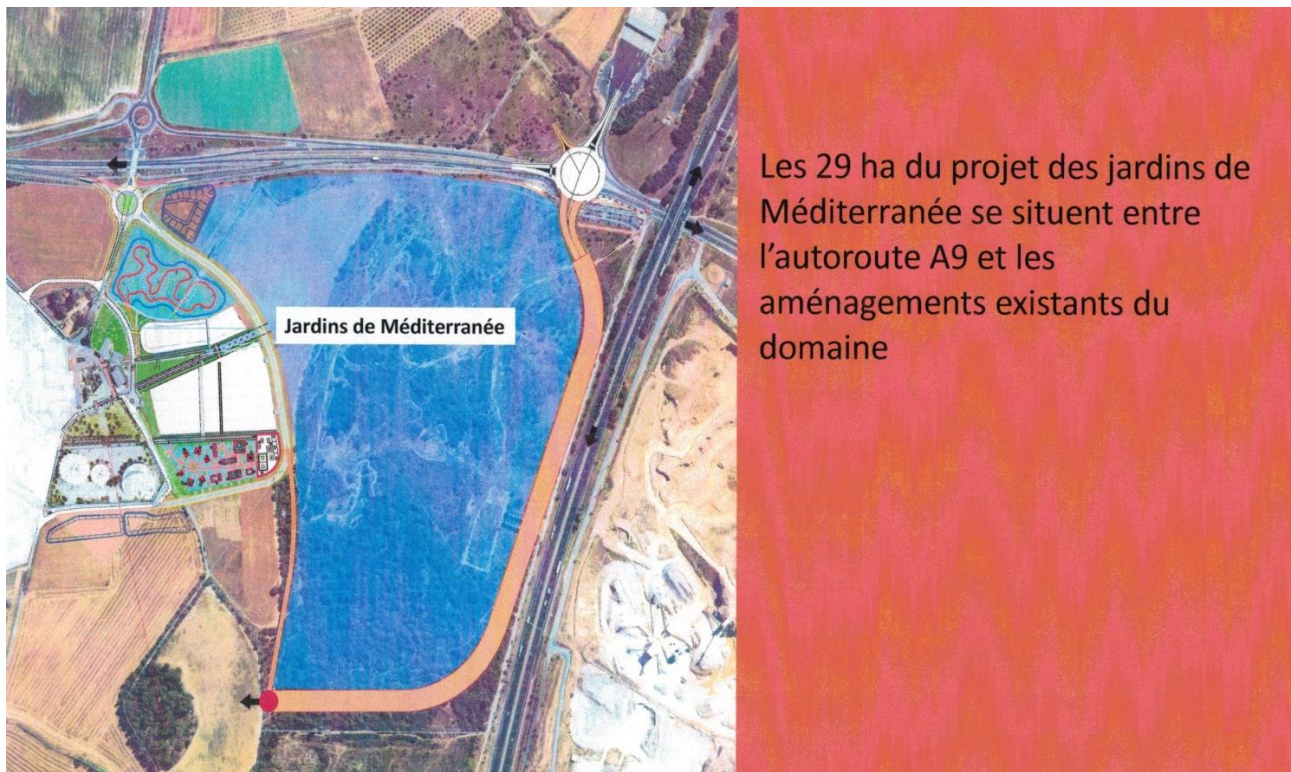 Jardins de Méditerranée
Les 29 ha du projet des jardins de
Méditerranée se situent entre
l’autoroute A9 et les
aménagements existants du
domaine